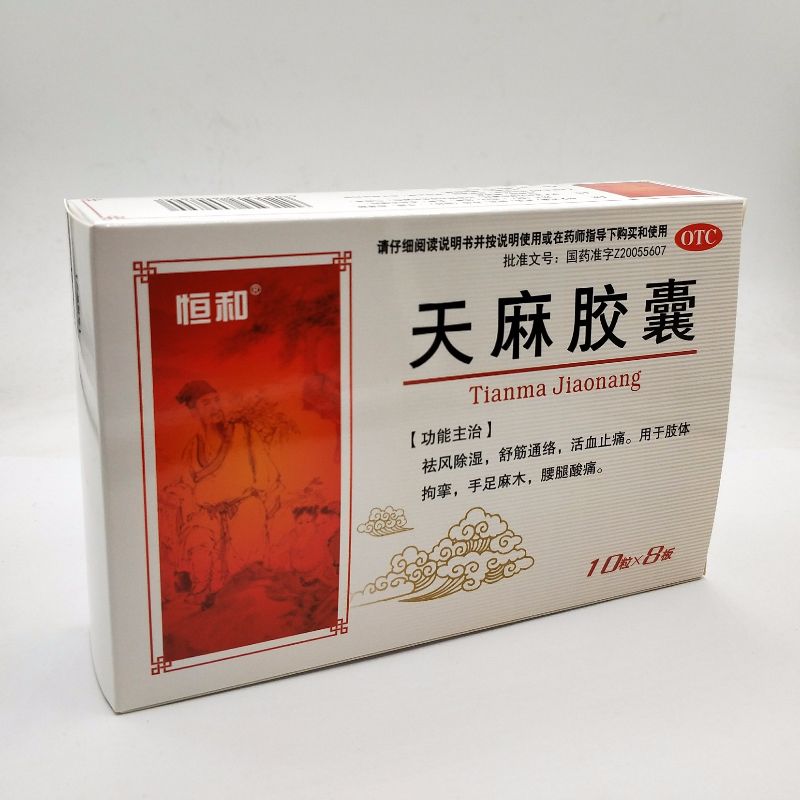 恒和®
请仔细阅读说明书并按说明使用或在药师指导下购买和使用
OTC
批准文号：国药准字Z20055607
天麻胶囊
Tianma Jiaonang
【功能主治】
祛风除湿，舒筋通络，活血止痛。用于肢体
拘挛，手足麻木，腰腿酸痛。
10粒×8板